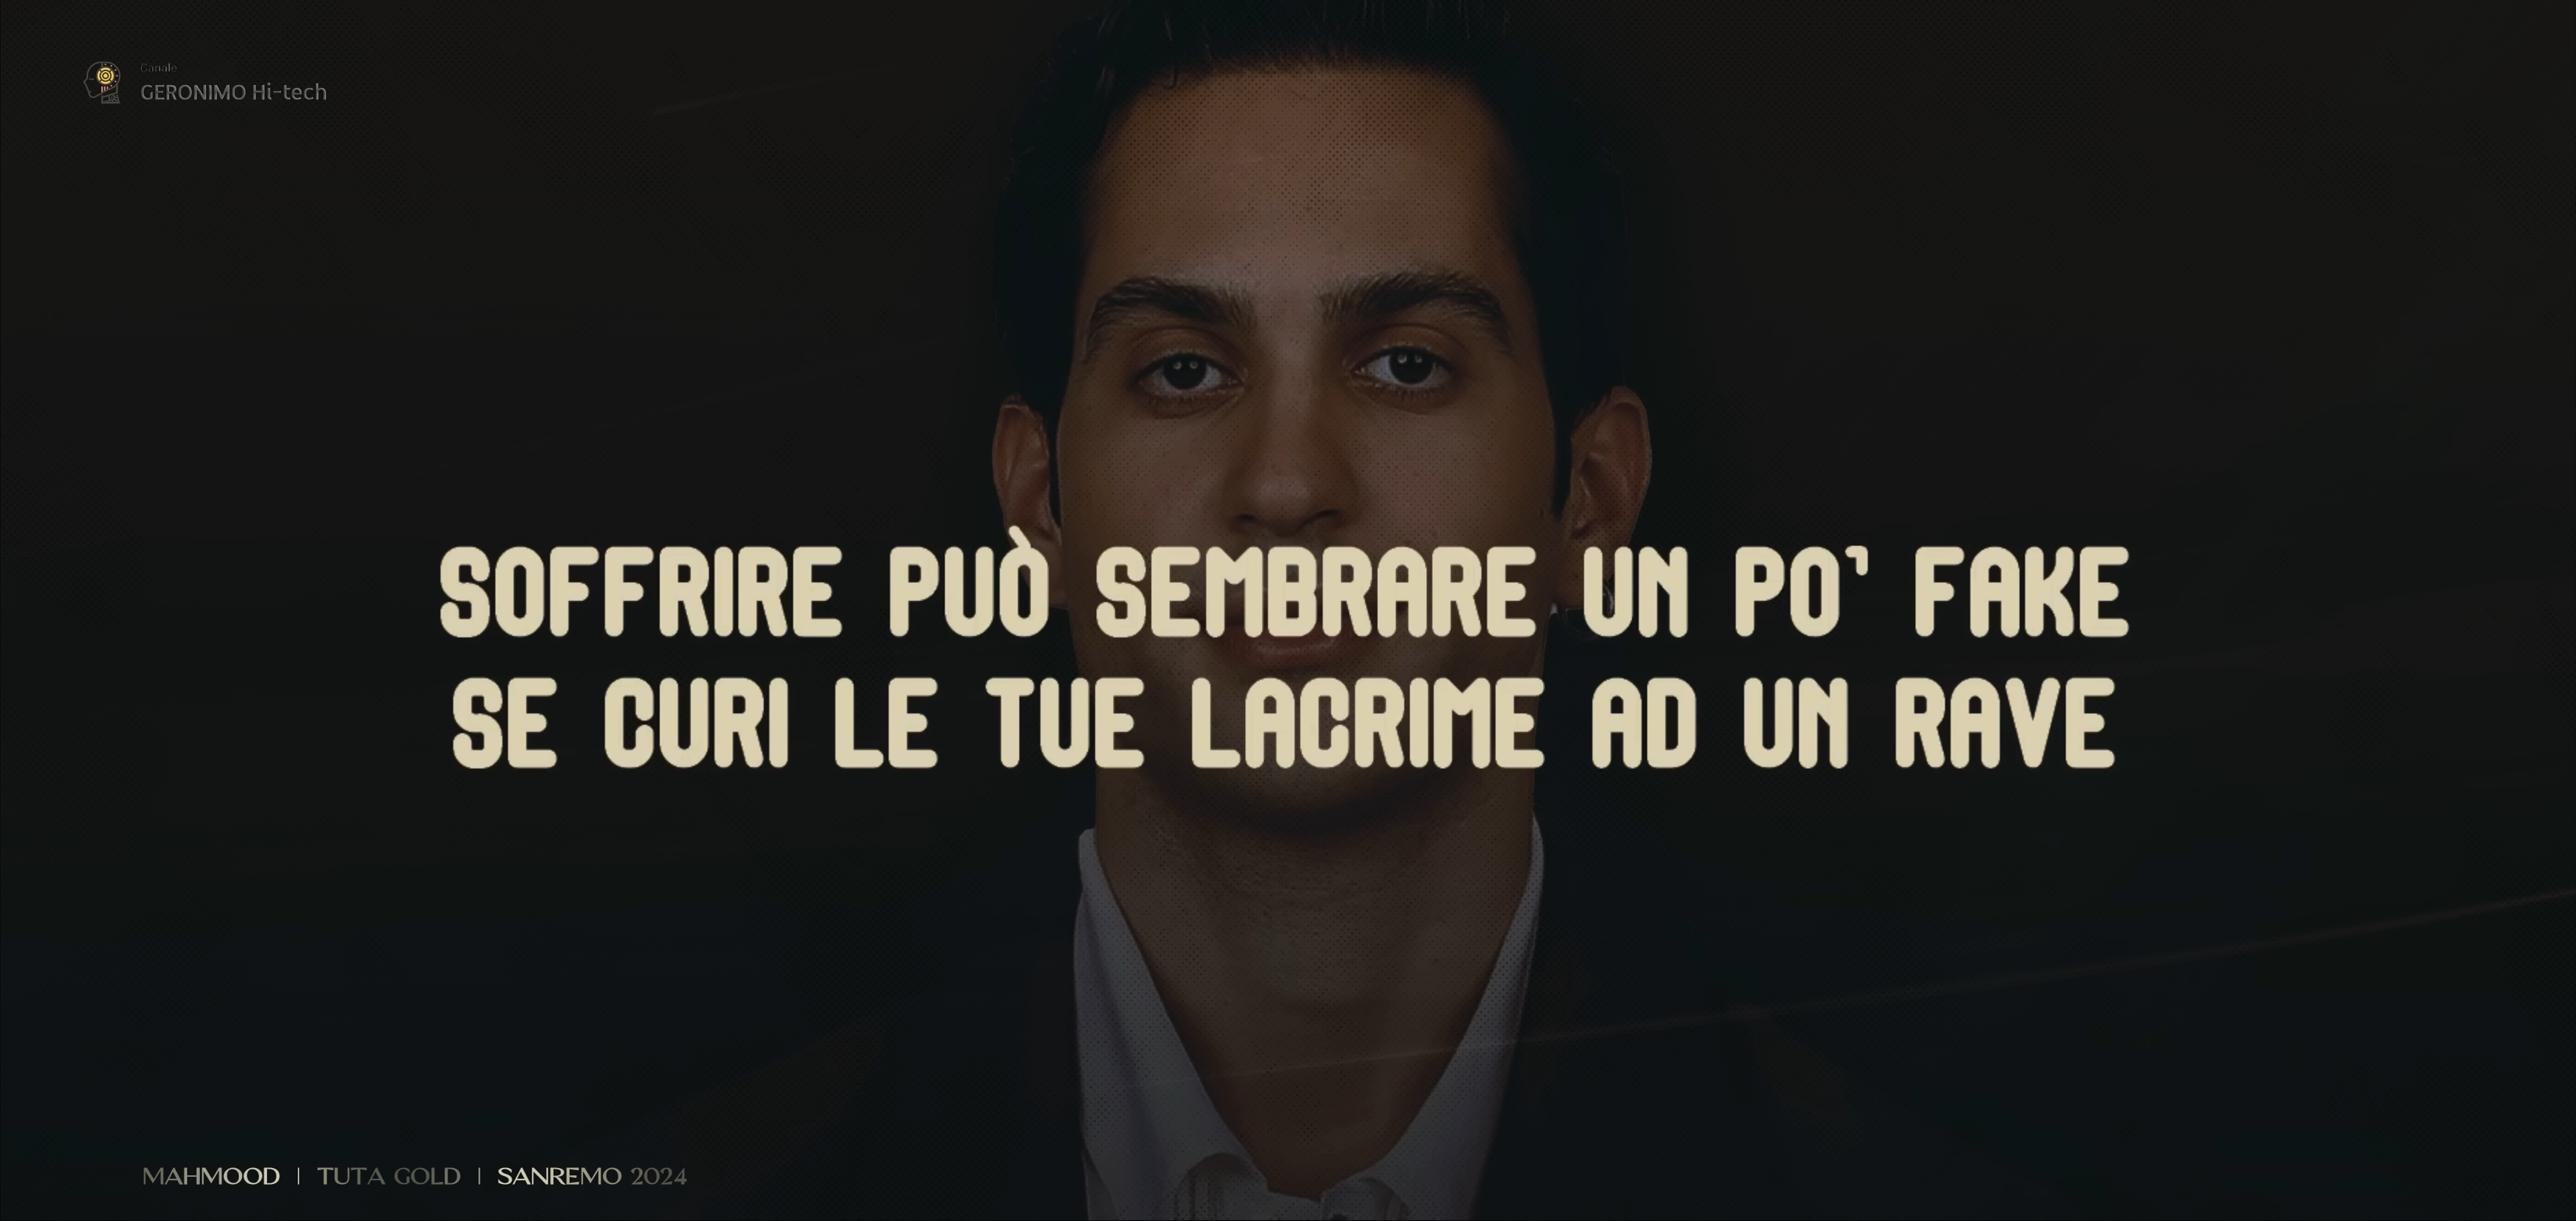 Canale
GERONIMO Hi-tech
SOFFRIRE PUÒ SEMBRARE UN PO' FAKE
SE CURI LE TUE LACRIME AD UN RAVE
MAHMOOD | TUTA GOLD | SANREMO 2024